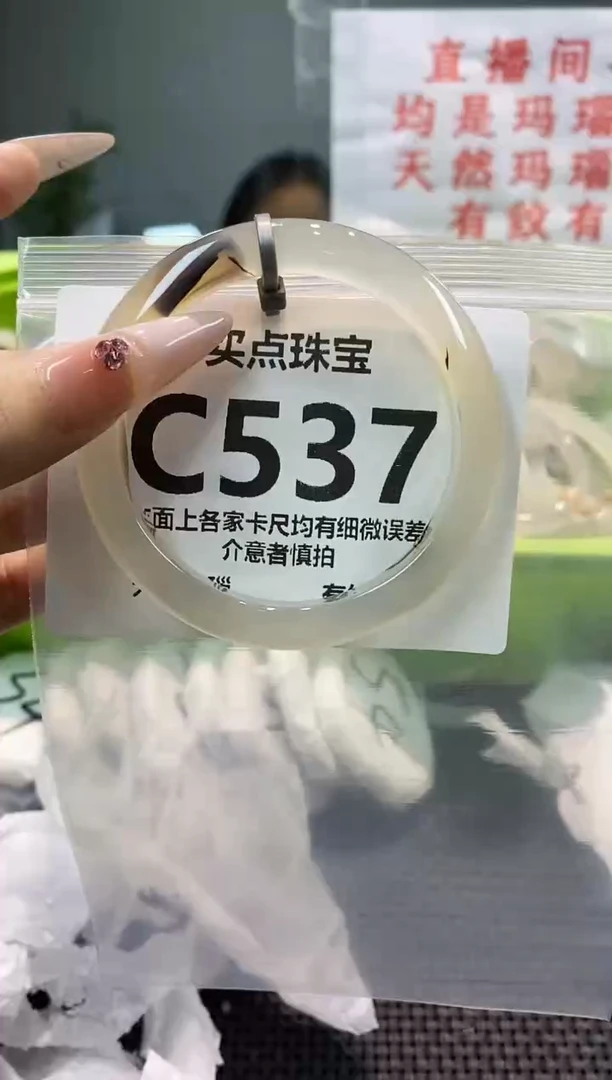 直播间
均是玛瑙
天然玛瑙
有纹有
买点珠宝
C537
面上各家卡尺均有细微误差
介意者慎拍